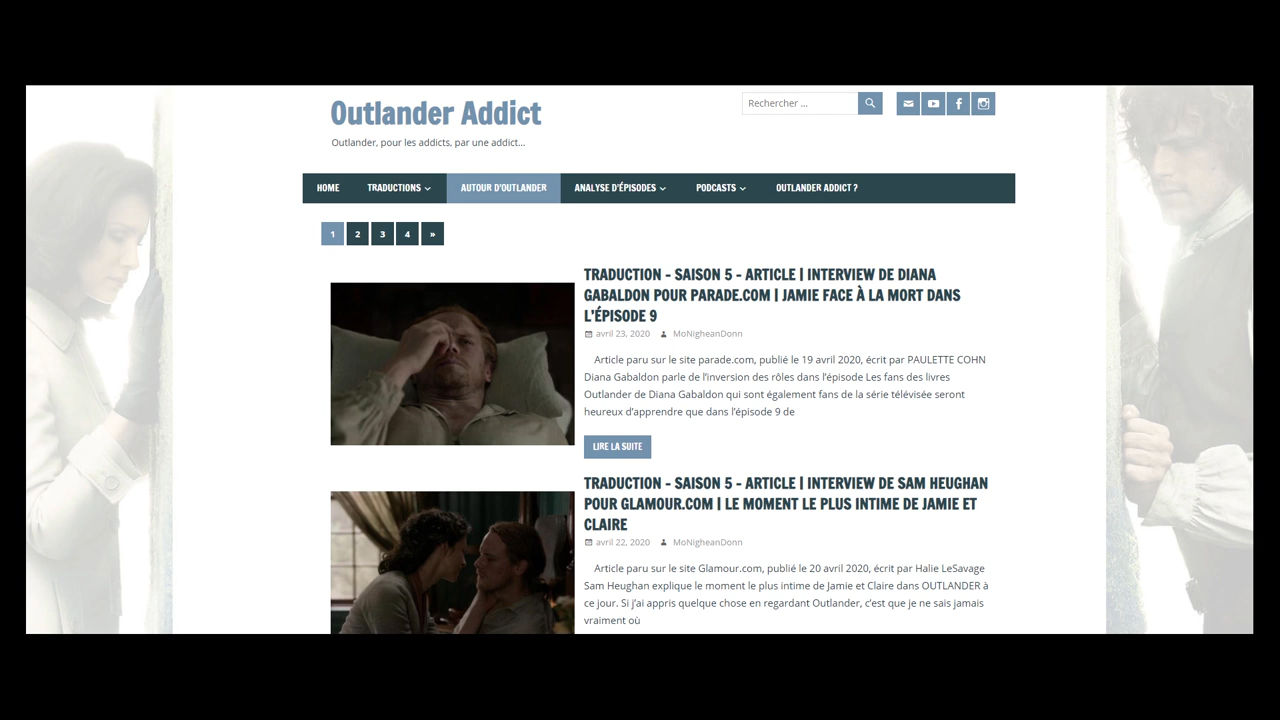 Outlander Addict
Outlander, pour les addicts, par une addict...
Rechercher ...
HOME TRADUCTIONS AUTOUR D'OUTLANDER ANALYSE D'ÉPISODES PODCASTS OUTLANDER ADDICT ?
1 2 3 4 »
TRADUCTION – SAISON 5 – ARTICLE | INTERVIEW DE DIANA
GABALDON POUR PARADE.COM | JAMIE FACE À LA MORT DANS
L'ÉPISODE 9
avril 23, 2020 MoNigheanDonn
Article paru sur le site parade.com, publié le 19 avril 2020, écrit par PAULETTE COHN
Diana Gabaldon parle de l'inversion des rôles dans l'épisode Les fans des livres
Outlander de Diana Gabaldon qui sont également fans de la série télévisée seront
heureux d'apprendre que dans l'épisode 9 de
LIRE LA SUITE
TRADUCTION – SAISON 5 – ARTICLE | INTERVIEW DE SAM HEUGHAN
POUR GLAMOUR.COM | LE MOMENT LE PLUS INTIME DE JAMIE ET
CLAIRE
avril 22, 2020 MoNigheanDonn
Article paru sur le site Glamour.com, publié le 20 avril 2020, écrit par Halie LeSavage
Sam Heughan explique le moment le plus intime de Jamie et Claire dans OUTLANDER à
ce jour. Si j'ai appris quelque chose en regardant Outlander, c'est que je ne sais jamais
vraiment où